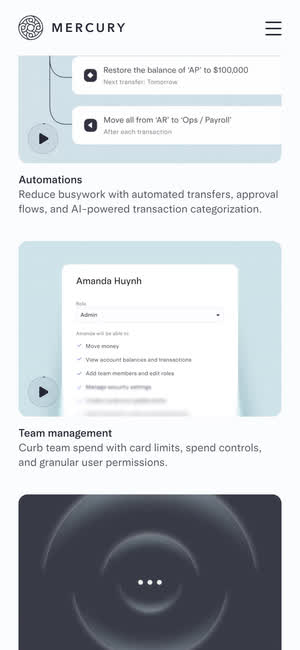 MERCURY
Restore the balance of 'AP' to $100,000
Next transfer: Tomorrow
Move all from 'AR' to 'Ops / Payroll'
After each transaction
Automations
Reduce busywork with automated transfers, approval
flows, and AI-powered transaction categorization.
Amanda Huynh
Role
Admin
Amanda will be able to:
Move money
View account balances and transactions
Add team members and edit roles
Manage security settings
Team management
Curb team spend with card limits, spend controls,
and granular user permissions.